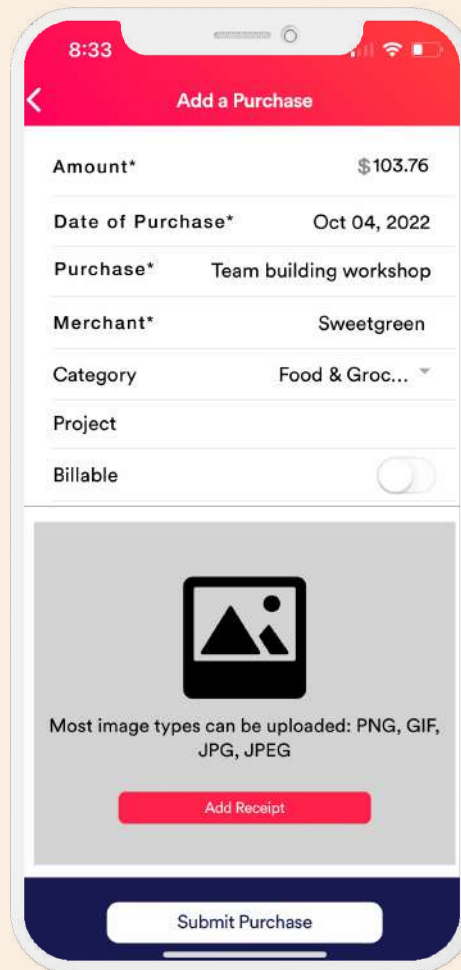 8:33
Add a Purchase
Amount* $103.76
Date of Purchase* Oct 04, 2022
Purchase* Team building workshop
Merchant* Sweetgreen
Category Food & Groc...
Project
Billable
Most image types can be uploaded: PNG, GIF,
JPG, JPEG
Add Receipt
Submit Purchase